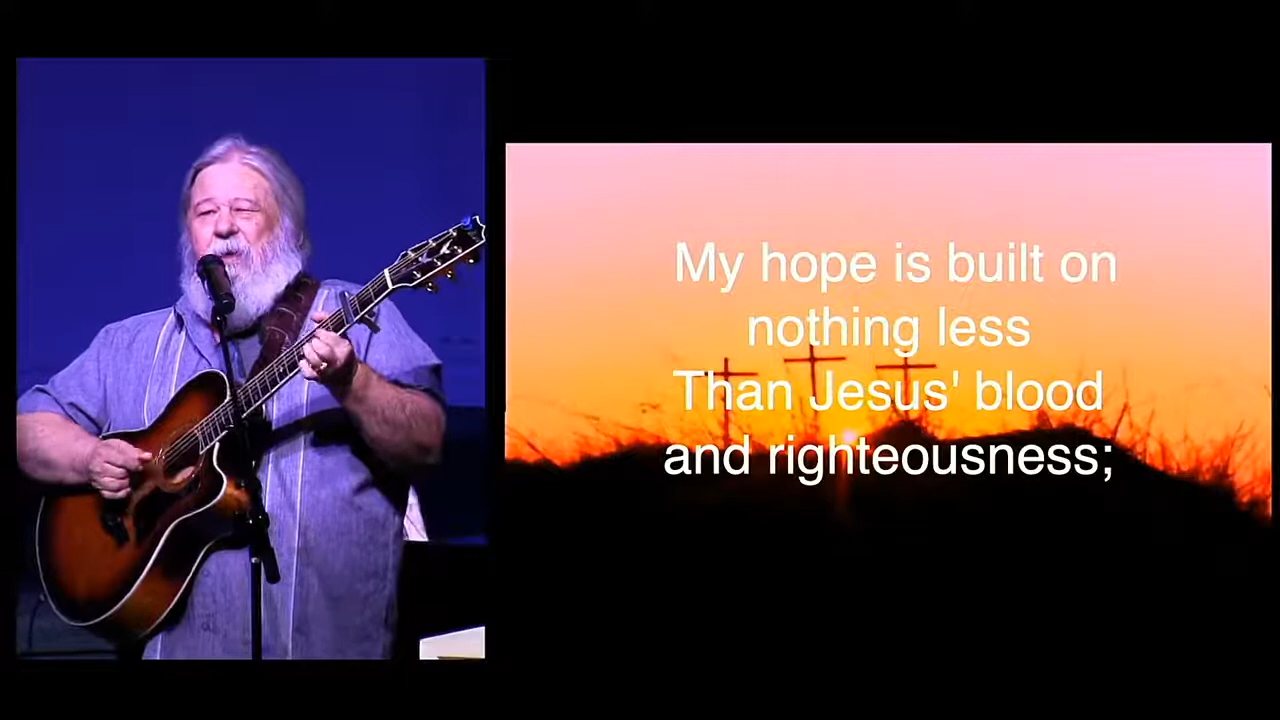 My hope is built on
nothing less
Than Jesus' blood
and righteousness;